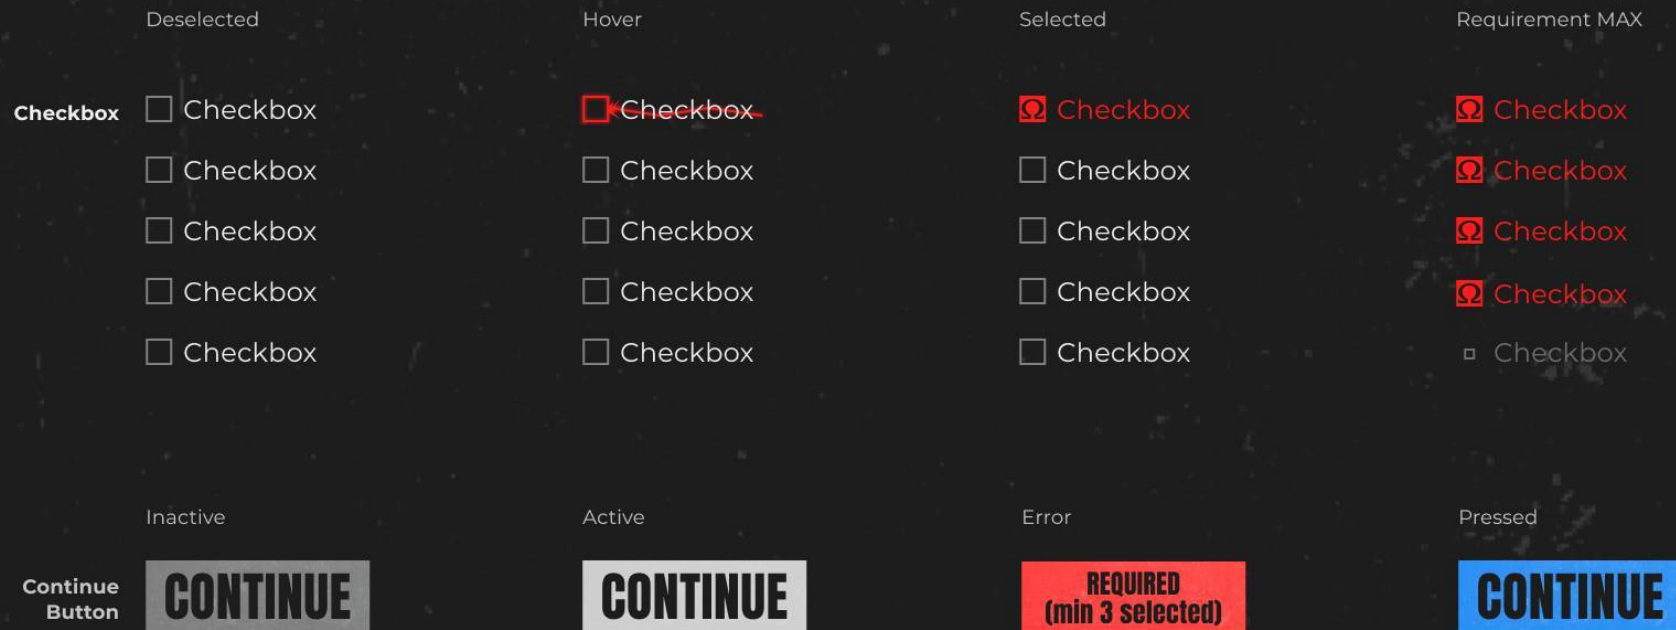 Deselected Hover Selected Requirement MAX
Checkbox Checkbox Checkbox Ω Checkbox Ω Checkbox
Checkbox Checkbox Checkbox Ω Checkbox
Checkbox Checkbox Checkbox Ω Checkbox
Checkbox Checkbox Checkbox Ω Checkbox
Checkbox Checkbox Checkbox Checkbox
Inactive Active Error Pressed
Continue
Button
CONTINUE CONTINUE REQUIRED
(min 3 selected)
CONTINUE